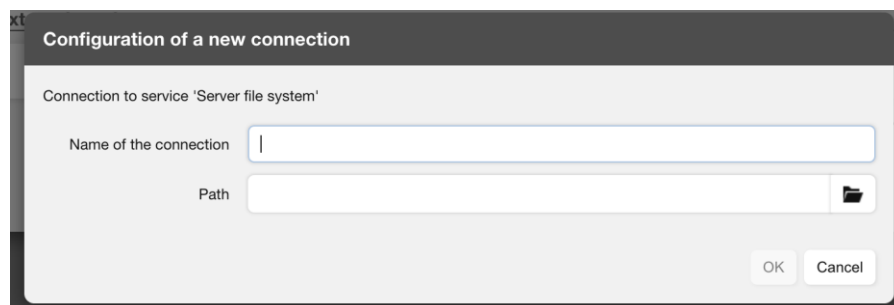 Configuration of a new connection
Connection to service 'Server file system'
Name of the connection
Path
OK
Cancel